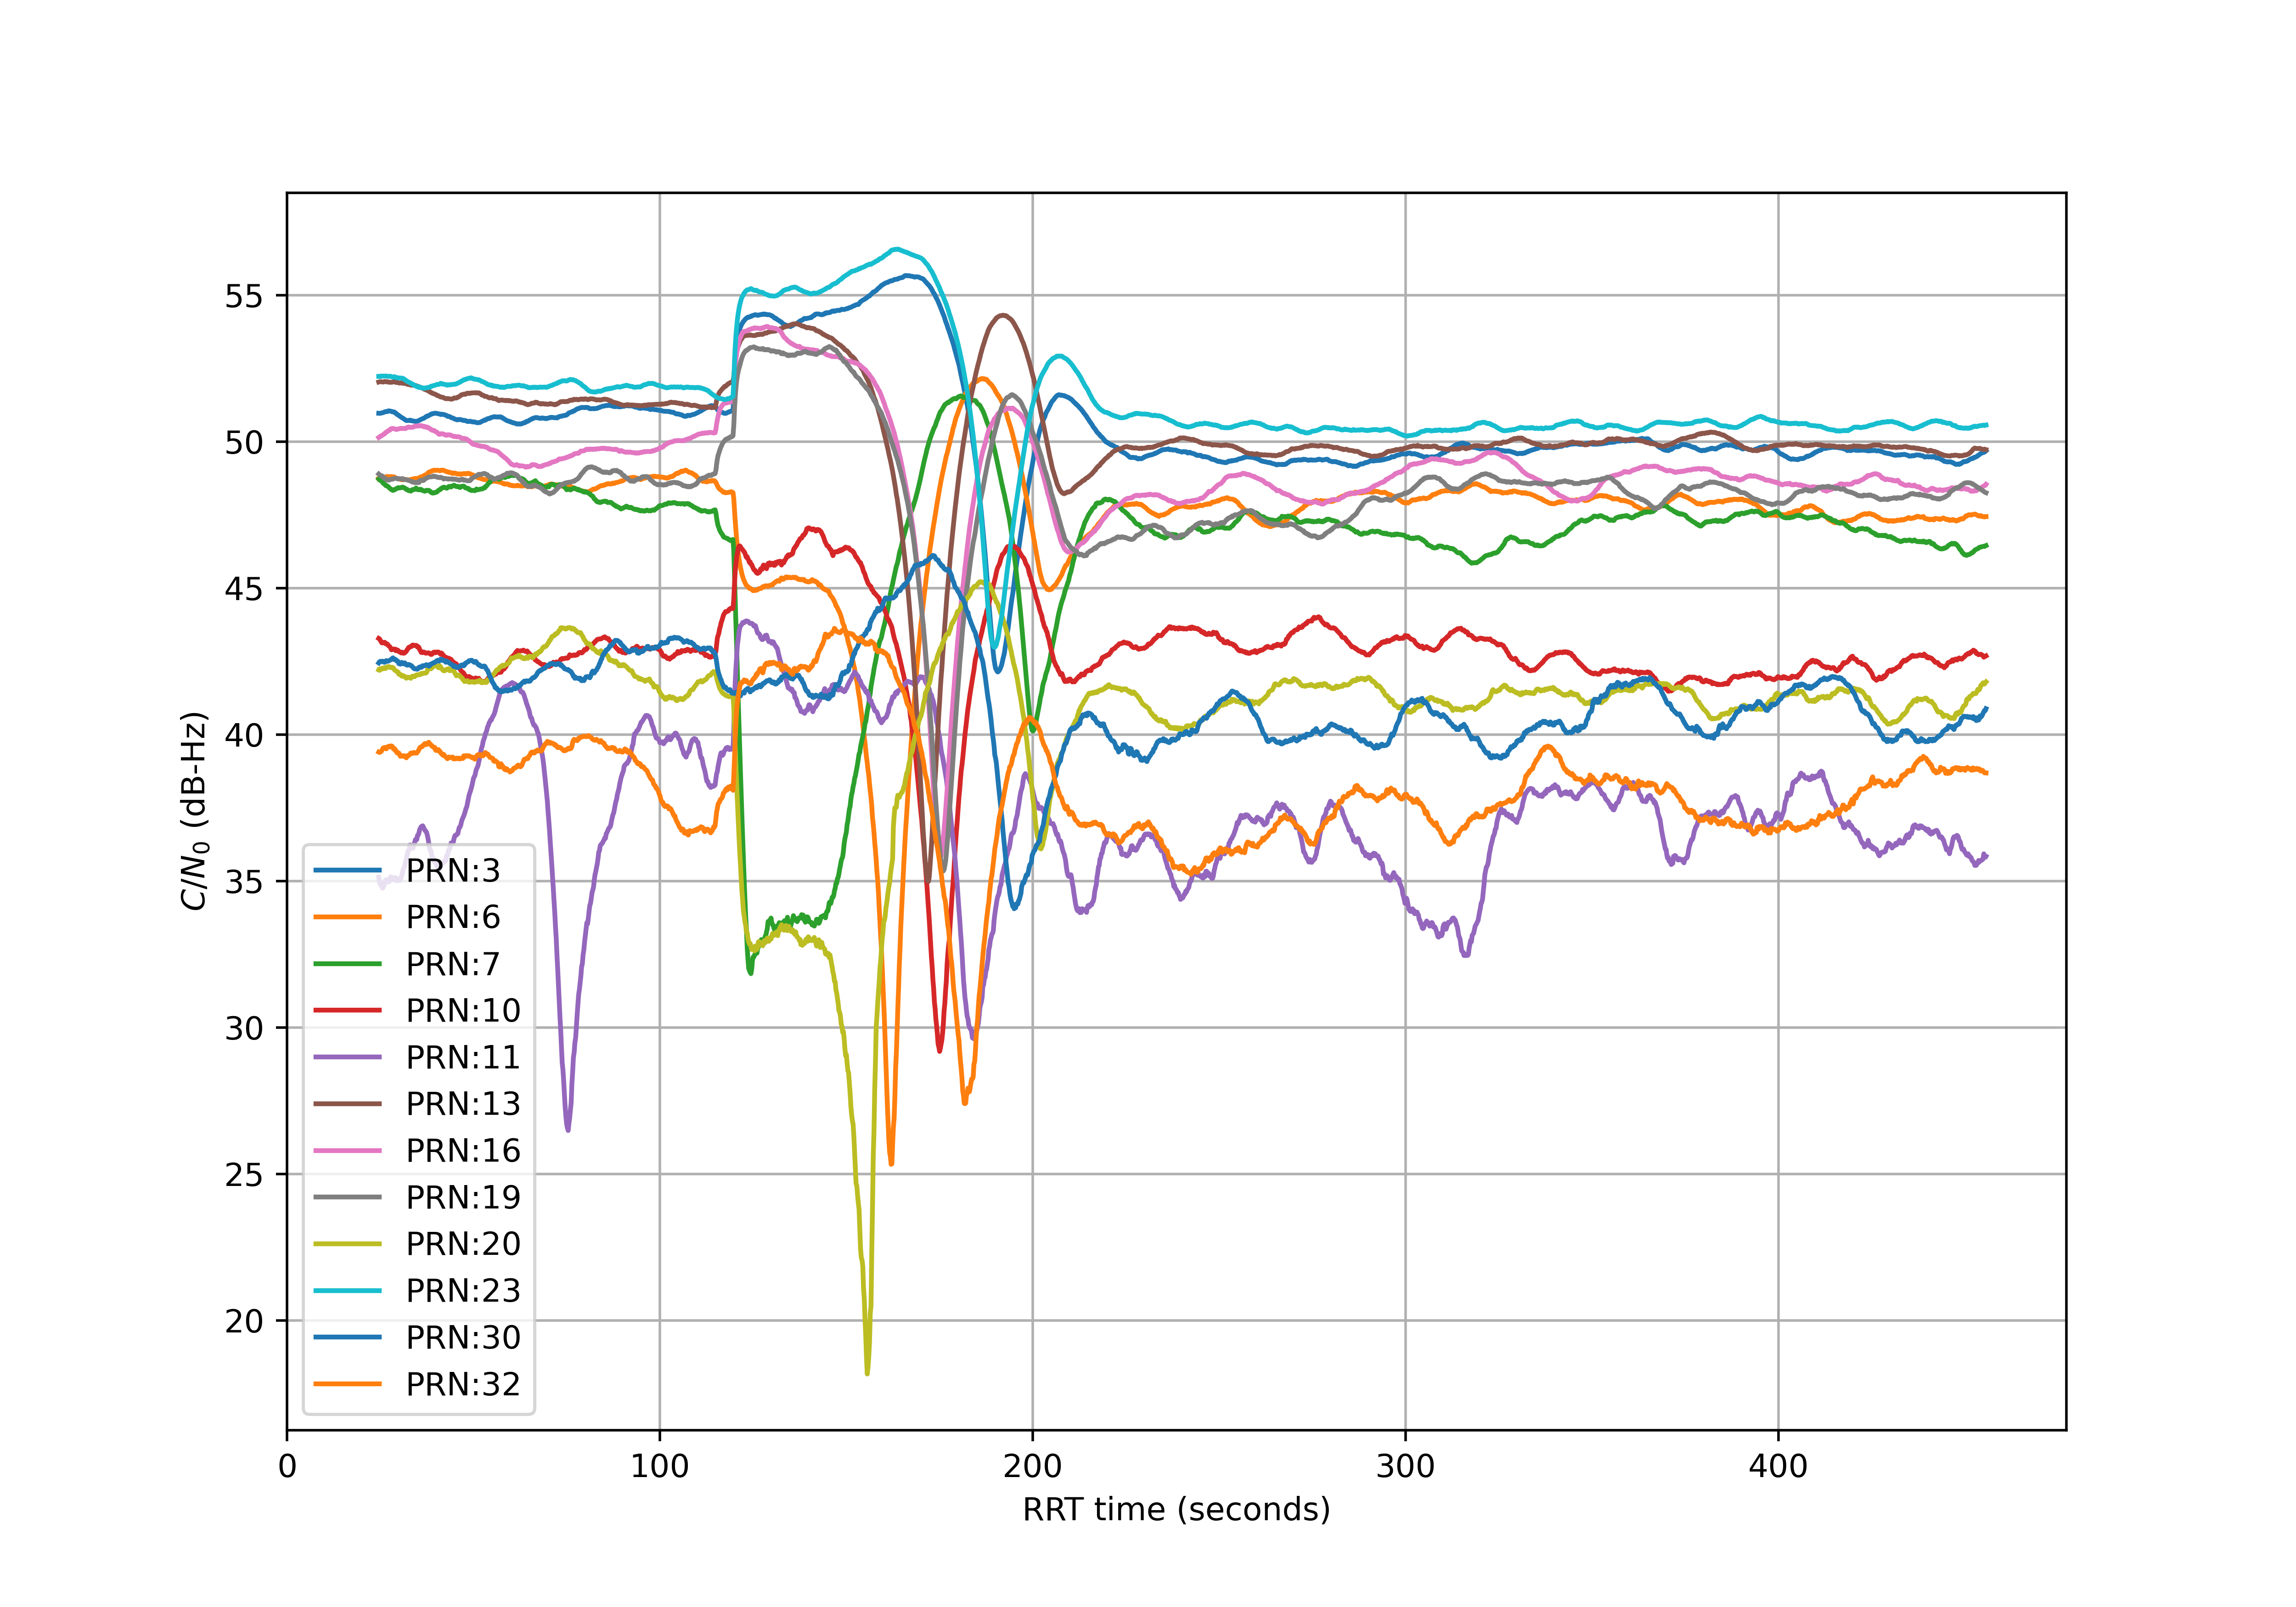 55
50
45
40
35
30
25
20
C/N₀ (dB-Hz)
PRN:3
PRN:6
PRN:7
PRN:10
PRN:11
PRN:13
PRN:16
PRN:19
PRN:20
PRN:23
PRN:30
PRN:32
0 100 200 300 400
RRT time (seconds)